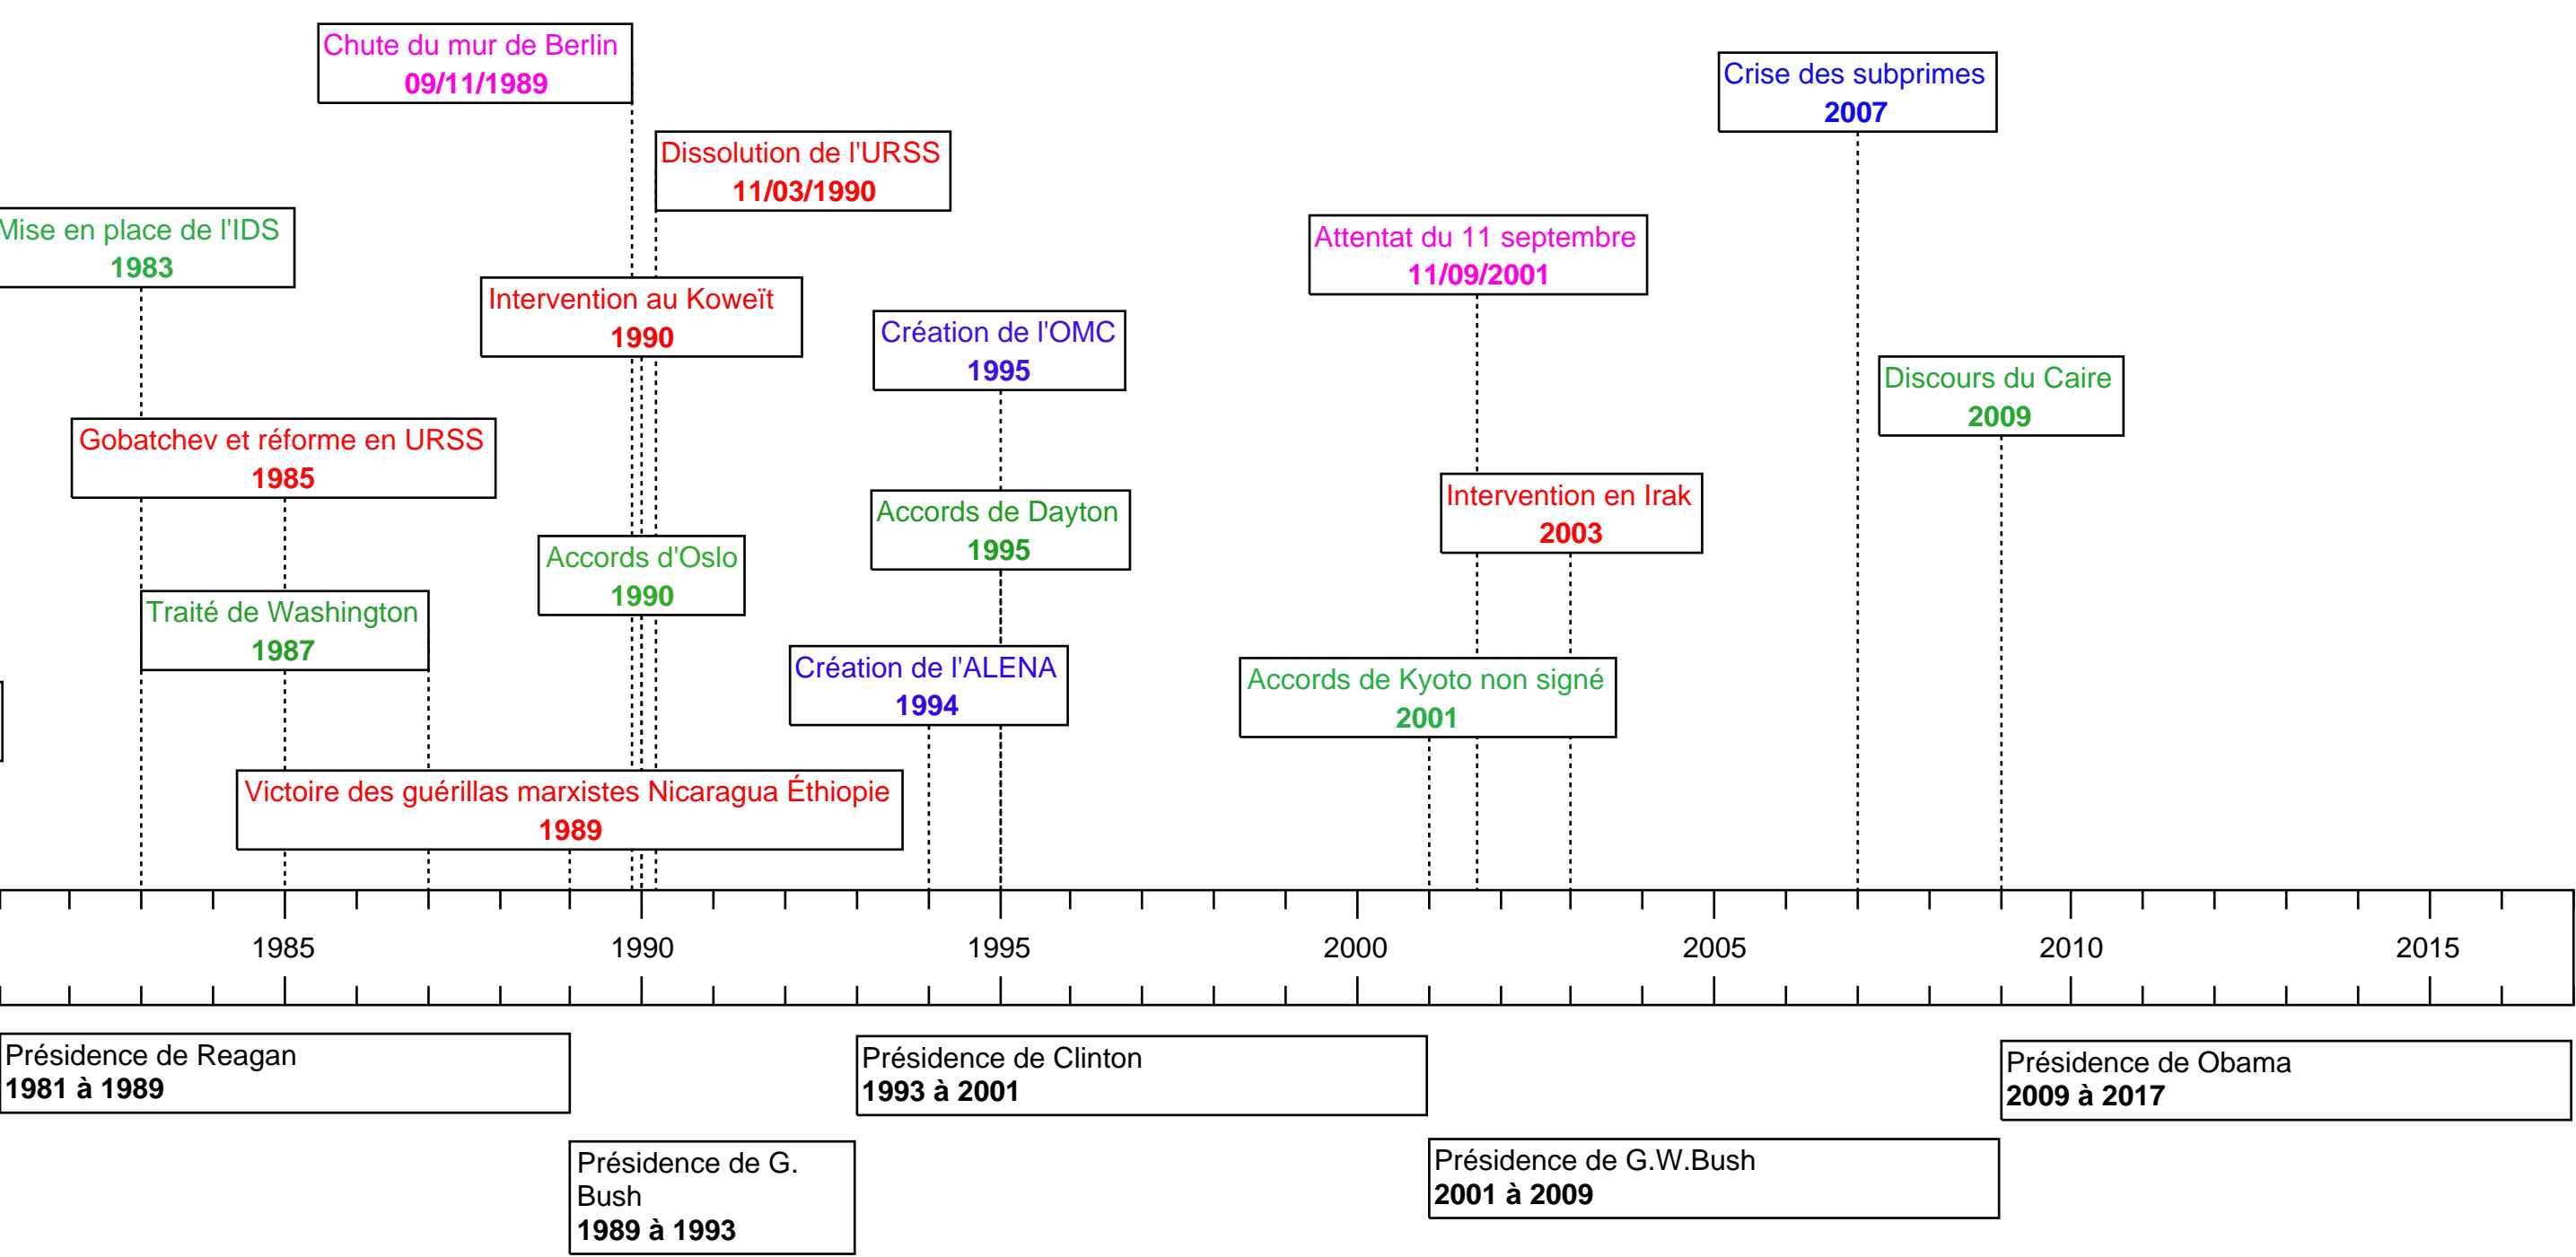 Chute du mur de Berlin
09/11/1989
Crise des subprimes
2007
Dissolution de l'URSS
11/03/1990
Mise en place de l'IDS
1983
Attentat du 11 septembre
11/09/2001
Intervention au Koweït
1990
Création de l'OMC
1995
Discours du Caire
2009
Gobatchev et réforme en URSS
1985
Intervention en Irak
2003
Accords de Dayton
1995
Accords d'Oslo
1990
Traité de Washington
1987
Création de l'ALENA
1994
Accords de Kyoto non signé
2001
Victoire des guérillas marxistes Nicaragua Éthiopie
1989
1985 1990 1995 2000 2005 2010 2015
Présidence de Reagan
1981 à 1989
Présidence de Clinton
1993 à 2001
Présidence de Obama
2009 à 2017
Présidence de G.
Bush
1989 à 1993
Présidence de G.W.Bush
2001 à 2009